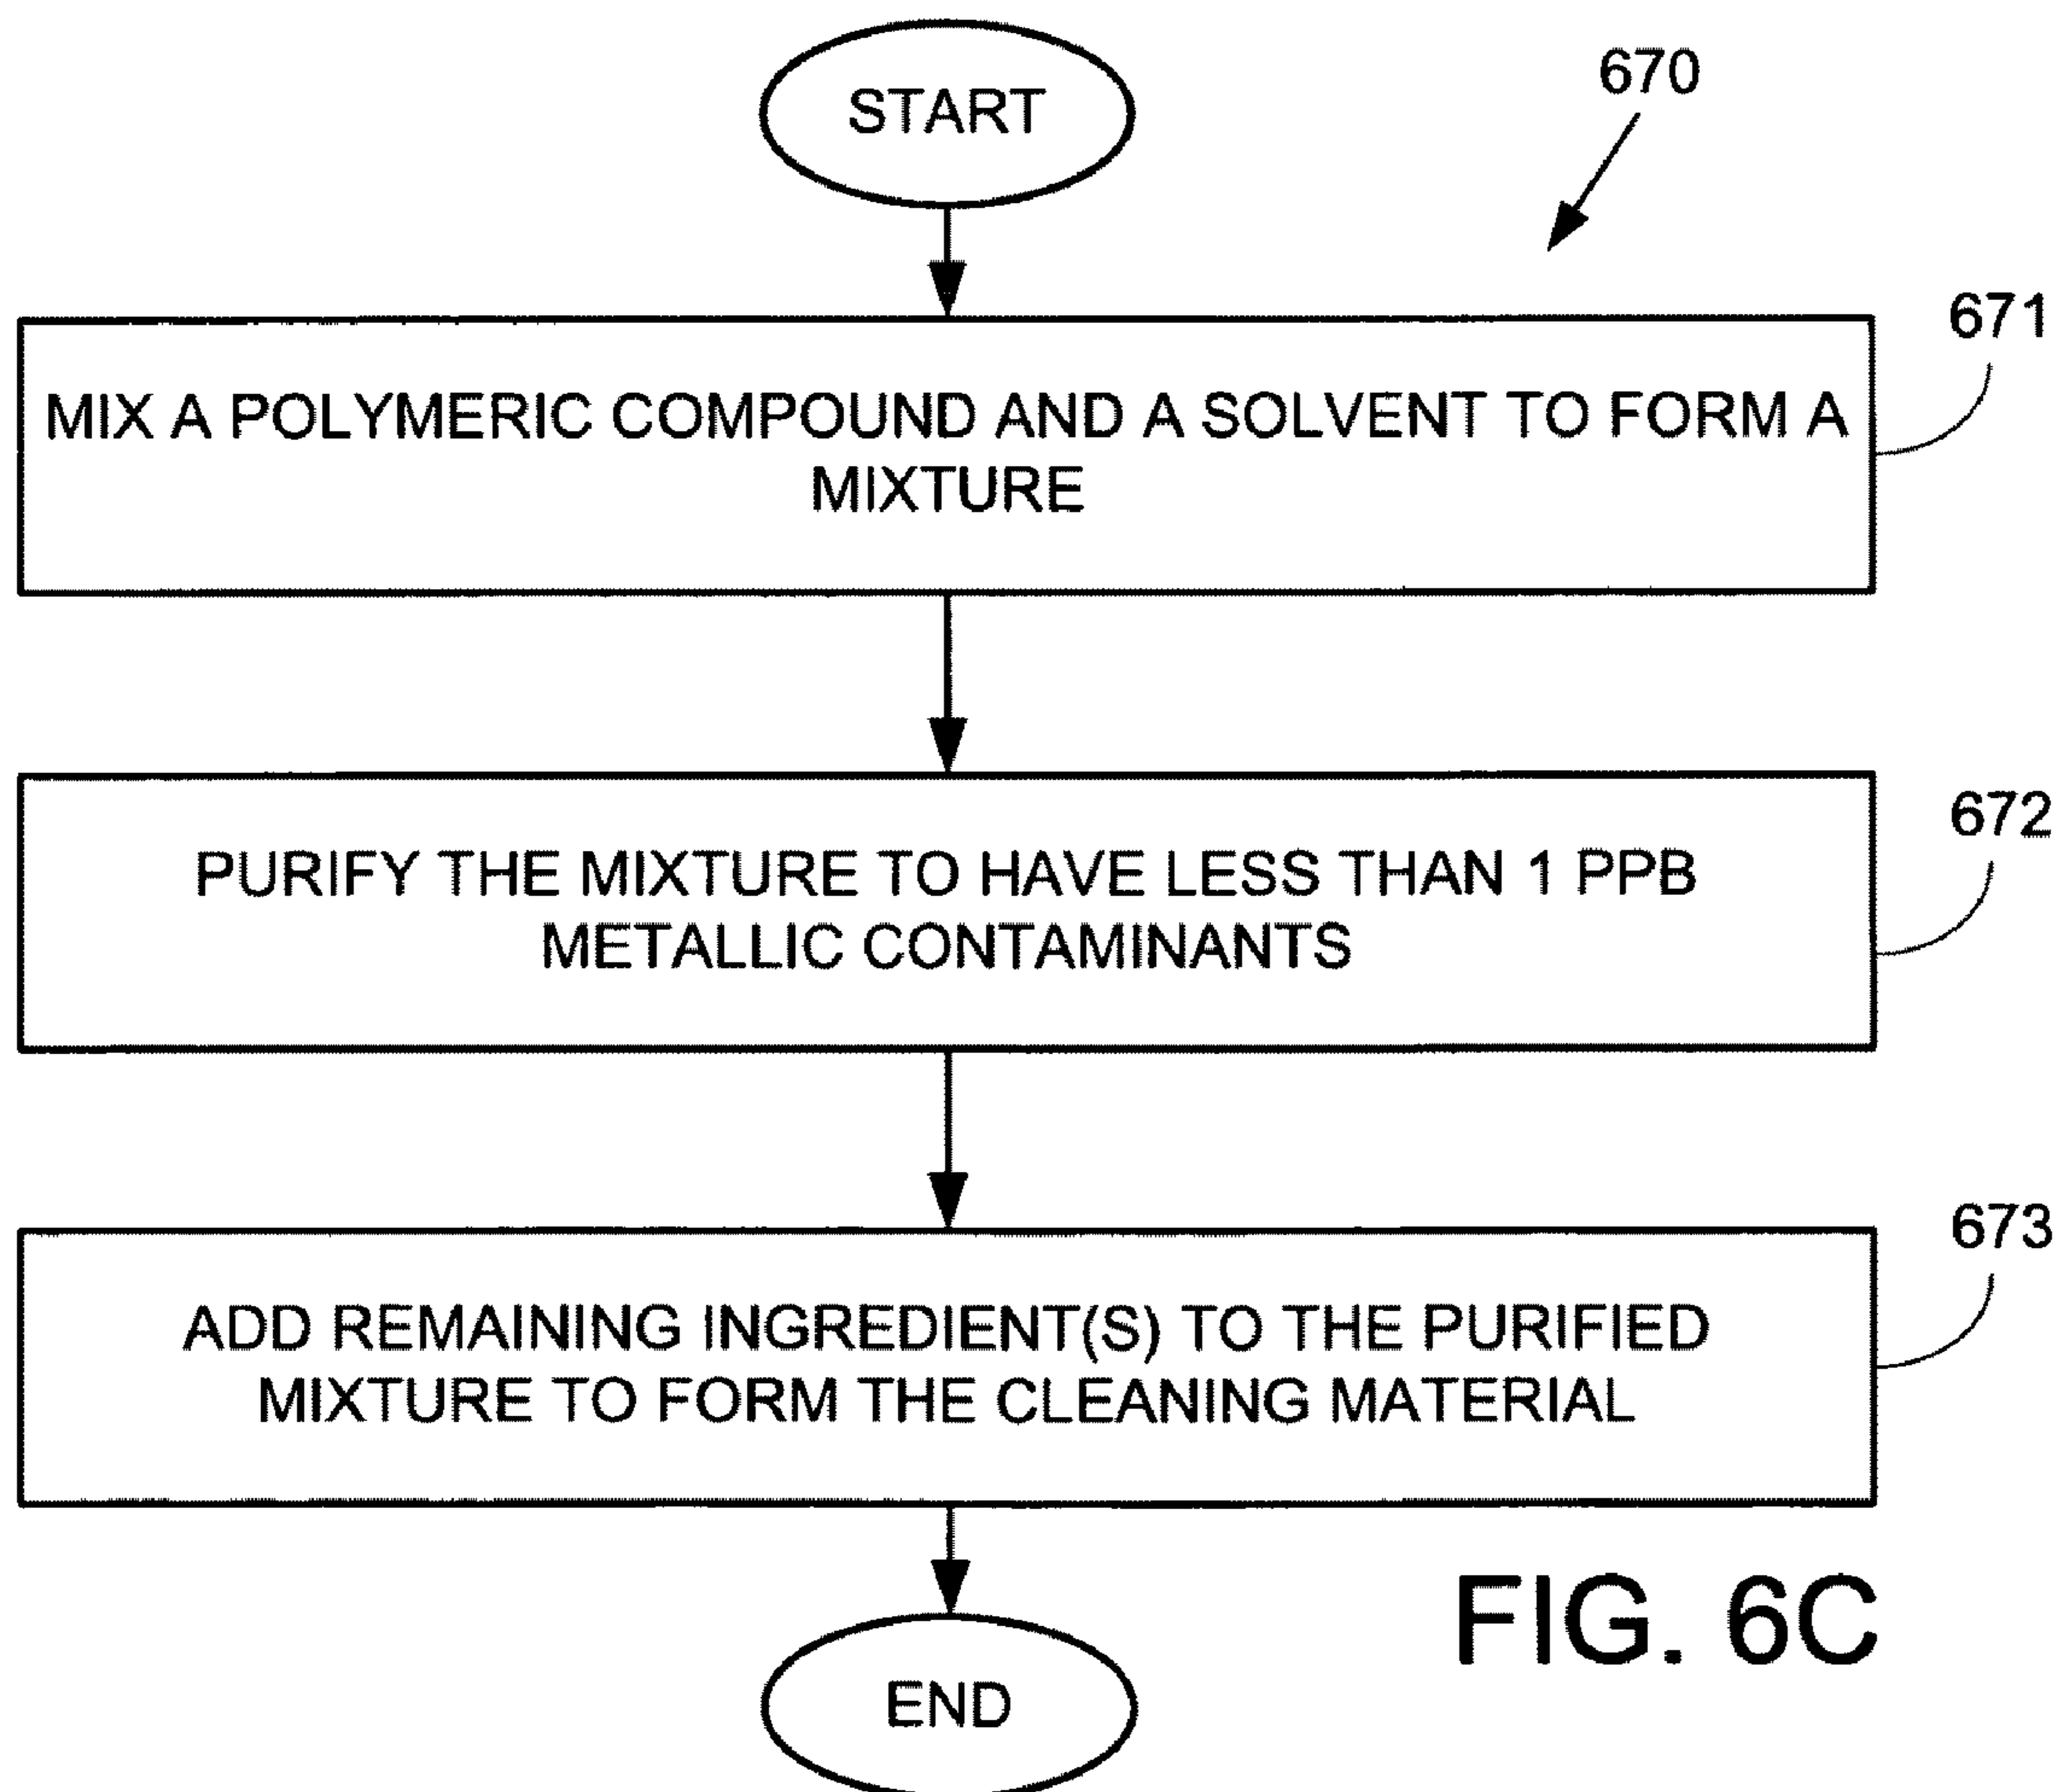 START
670
671
MIX A POLYMERIC COMPOUND AND A SOLVENT TO FORM A
MIXTURE
672
PURIFY THE MIXTURE TO HAVE LESS THAN 1 PPB
METALLIC CONTAMINANTS
673
ADD REMAINING INGREDIENT(S) TO THE PURIFIED
MIXTURE TO FORM THE CLEANING MATERIAL
FIG. 6C
END